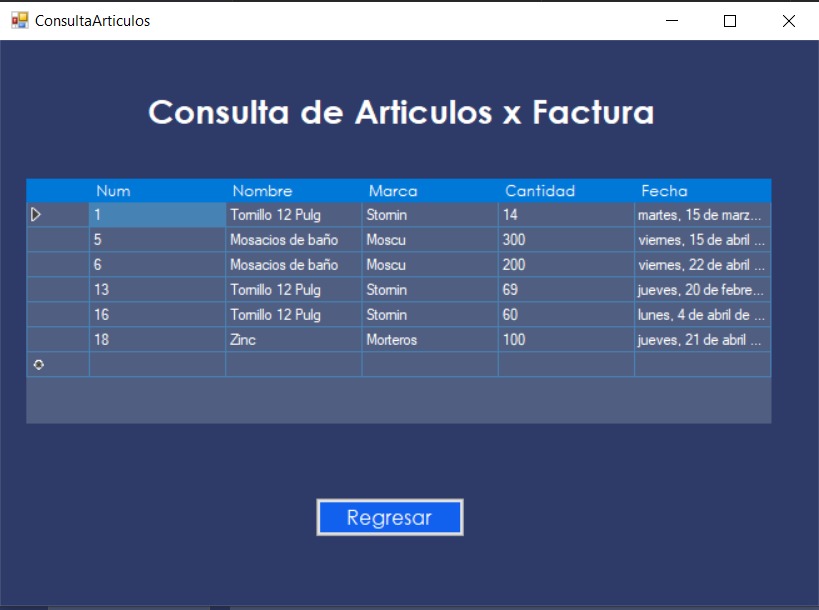 ConsultaArticulos
Consulta de Articulos x Factura
Num Nombre Marca Cantidad Fecha
1 Tornillo 12 Pulg Stornin 14 martes, 15 de marz...
5 Mosacios de baño Moscu 300 viernes, 15 de abril ...
6 Mosacios de baño Moscu 200 viernes, 22 de abril ...
13 Tornillo 12 Pulg Stornin 69 jueves, 20 de febre...
16 Tornillo 12 Pulg Stornin 60 lunes, 4 de abril de ...
18 Zinc Morteros 100 jueves, 21 de abril ...
Regresar